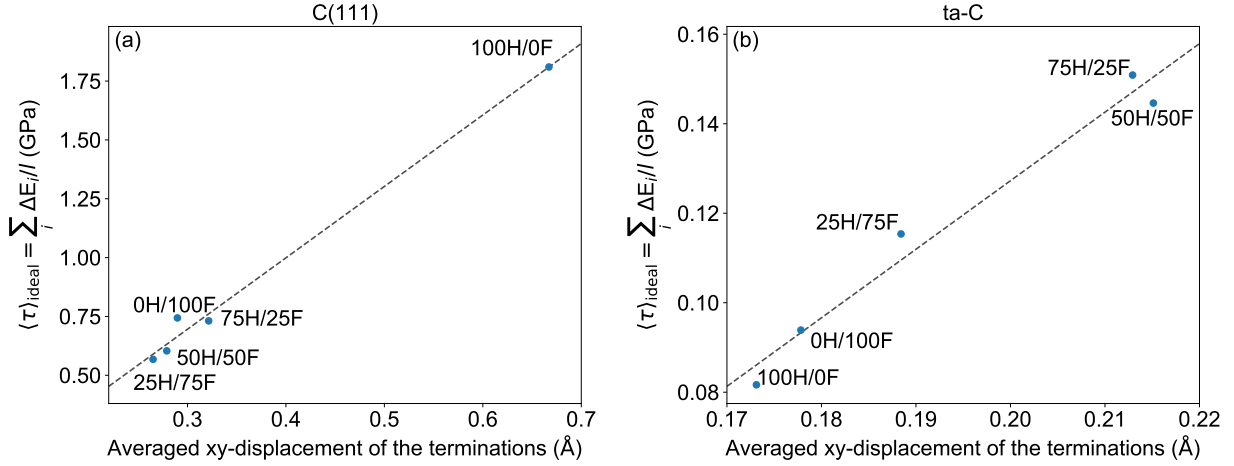 C(111)
(a)
100H/0F
0H/100F
75H/25F
50H/50F
25H/75F
1.75
1.50
1.25
1.00
0.75
0.50
0.3
0.4
0.5
0.6
0.7
⟨τ⟩ideal = ∑i ΔEi/l (GPa)
Averaged xy-displacement of the terminations (Å)
ta-C
(b)
75H/25F
50H/50F
25H/75F
0H/100F
100H/0F
0.16
0.14
0.12
0.10
0.08
0.17
0.18
0.19
0.20
0.21
0.22
⟨τ⟩ideal = ∑i ΔEi/l (GPa)
Averaged xy-displacement of the terminations (Å)